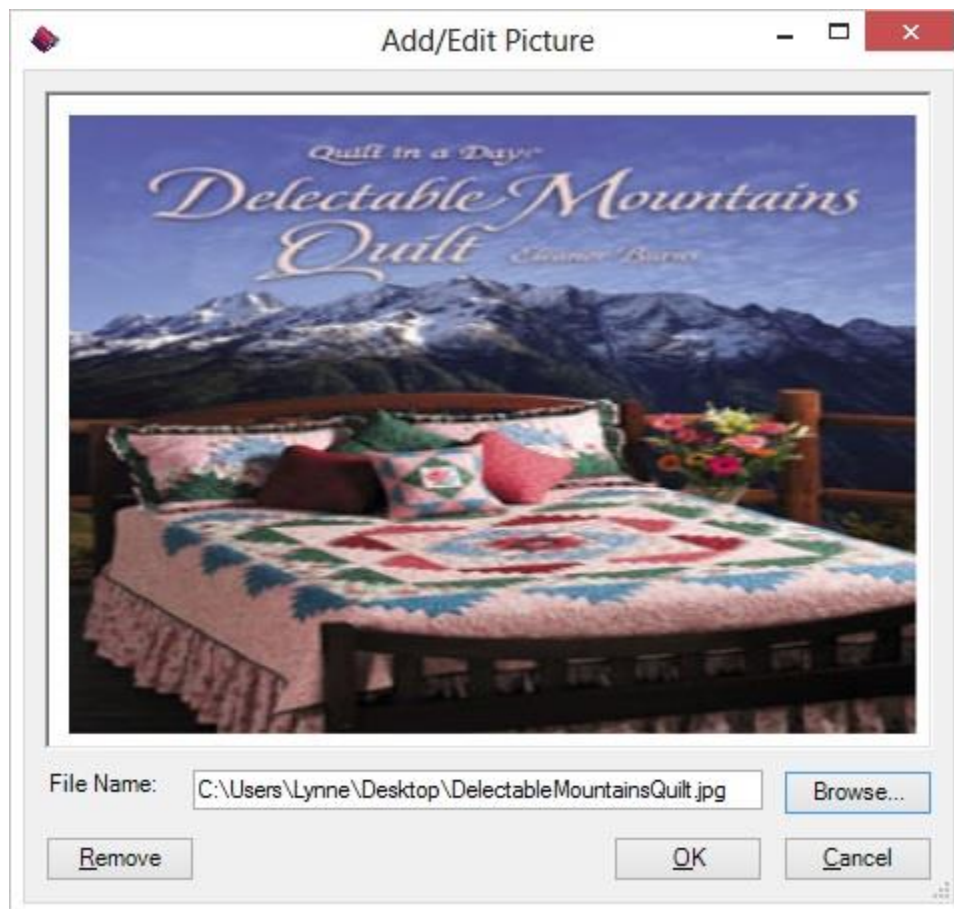 Add/Edit Picture
Quilt in a Day
Delectable Mountains
Quilt Eleanor Burns
File Name: C:\Users\Lynne\Desktop\DelectableMountainsQuilt.jpg Browse...
Remove OK Cancel